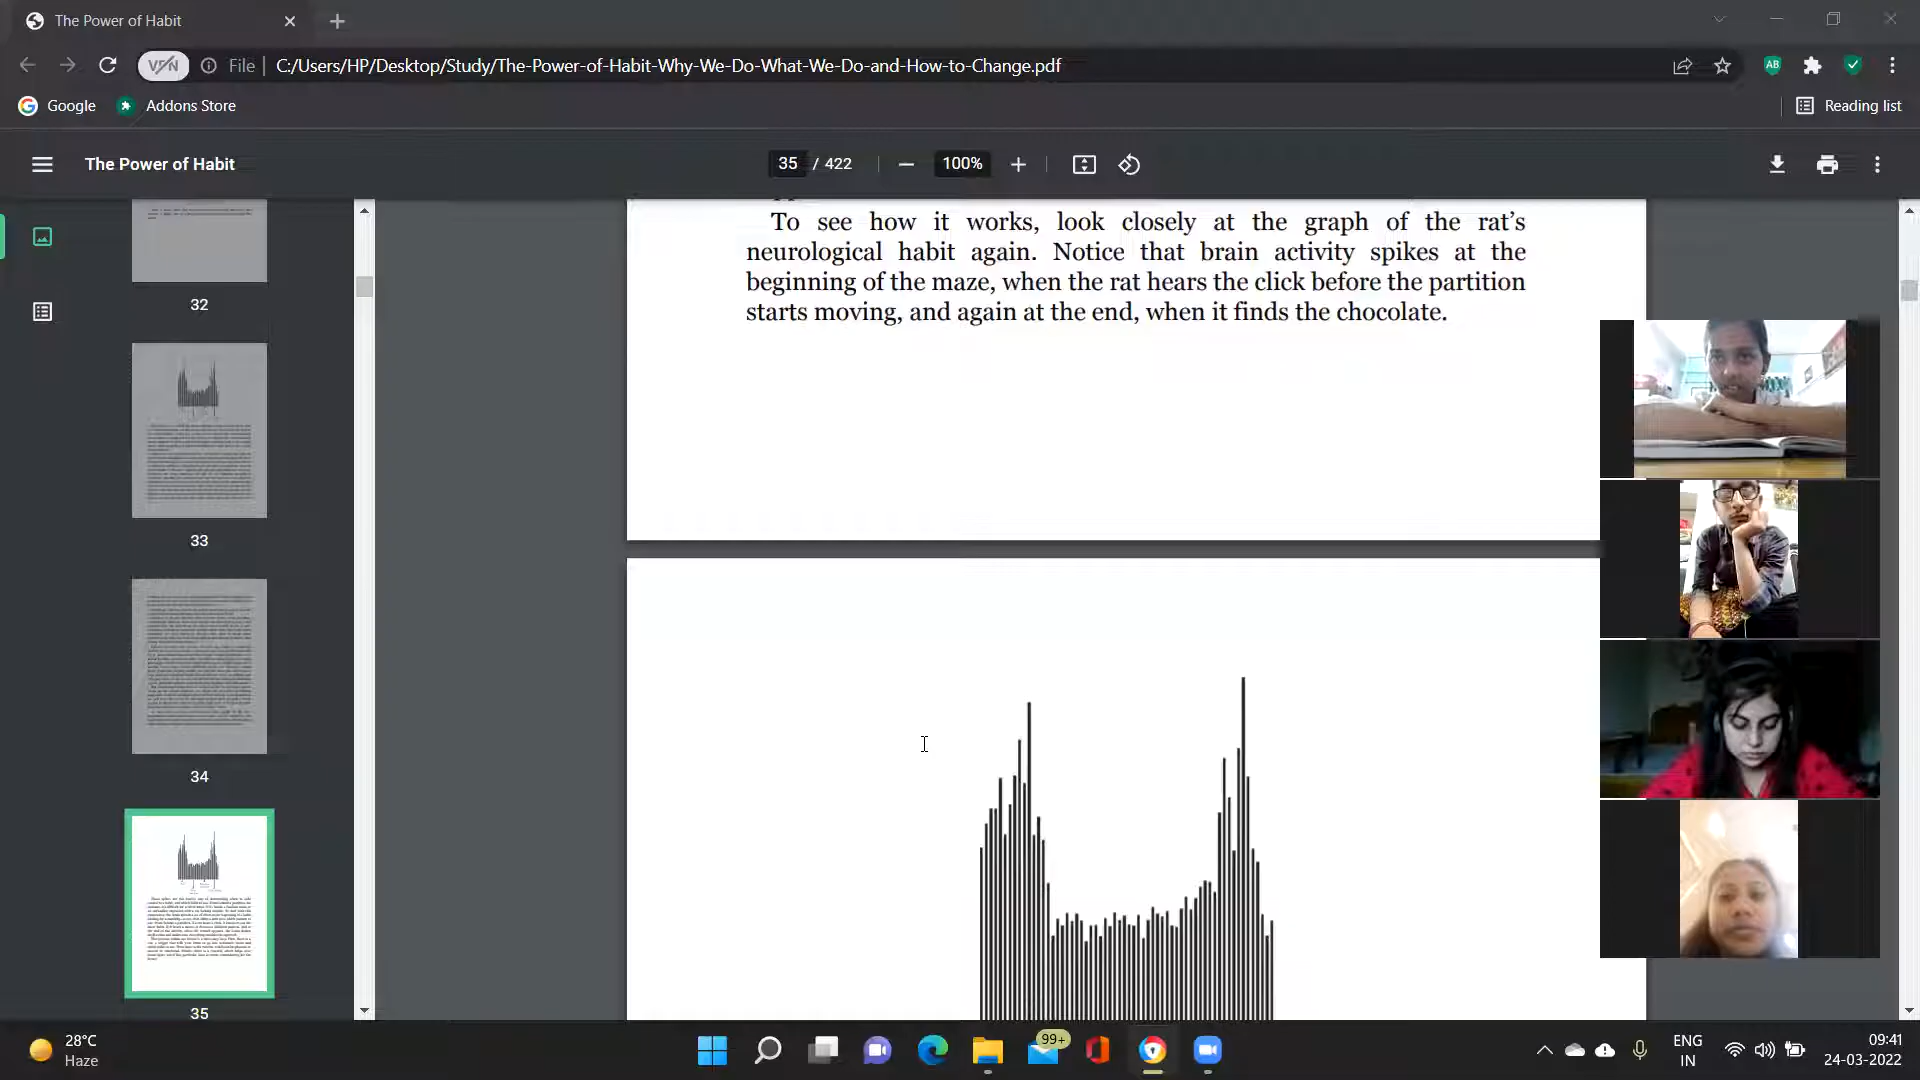 The Power of Habit
VPN
File
C:/Users/HP/Desktop/Study/The-Power-of-Habit-Why-We-Do-What-We-Do-and-How-to-Change.pdf
AB
Google
Addons Store
Reading list
The Power of Habit
35 / 422
100%
32
33
34
35
To see how it works, look closely at the graph of the rat’s
neurological habit again. Notice that brain activity spikes at the
beginning of the maze, when the rat hears the click before the partition
starts moving, and again at the end, when it finds the chocolate.
28°C
Haze
99+
ENG
IN
09:41
24-03-2022